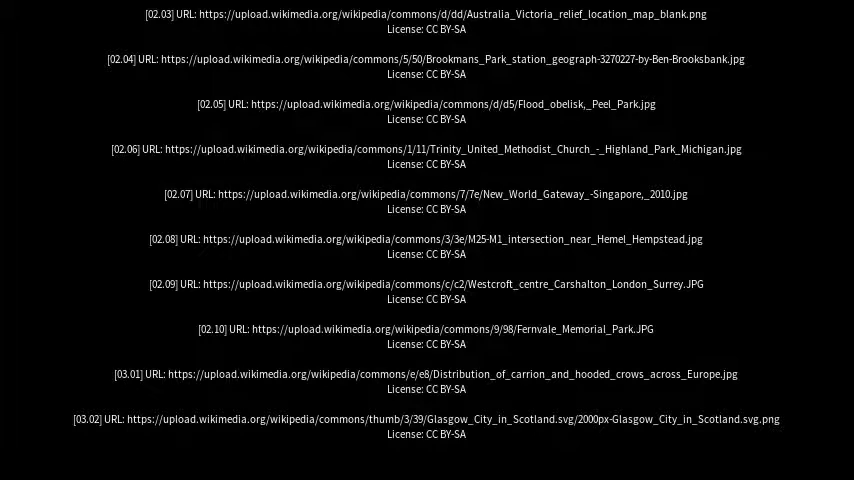 [02.03] URL: https://upload.wikimedia.org/wikipedia/commons/d/dd/Australia_Victoria_relief_location_map_blank.png
License: CC BY-SA
[02.04] URL: https://upload.wikimedia.org/wikipedia/commons/5/50/Brookmans_Park_station_geograph-3270227-by-Ben-Brooksbank.jpg
License: CC BY-SA
[02.05] URL: https://upload.wikimedia.org/wikipedia/commons/d/d5/Flood_obelisk,_Peel_Park.jpg
License: CC BY-SA
[02.06] URL: https://upload.wikimedia.org/wikipedia/commons/1/11/Trinity_United_Methodist_Church_-_Highland_Park_Michigan.jpg
License: CC BY-SA
[02.07] URL: https://upload.wikimedia.org/wikipedia/commons/7/7e/New_World_Gateway_-Singapore,_2010.jpg
License: CC BY-SA
[02.08] URL: https://upload.wikimedia.org/wikipedia/commons/3/3e/M25-M1_intersection_near_Hemel_Hempstead.jpg
License: CC BY-SA
[02.09] URL: https://upload.wikimedia.org/wikipedia/commons/c/c2/Westcroft_centre_Carshalton_London_Surrey.JPG
License: CC BY-SA
[02.10] URL: https://upload.wikimedia.org/wikipedia/commons/9/98/Fernvale_Memorial_Park.JPG
License: CC BY-SA
[03.01] URL: https://upload.wikimedia.org/wikipedia/commons/e/e8/Distribution_of_carrion_and_hooded_crows_across_Europe.jpg
License: CC BY-SA
[03.02] URL: https://upload.wikimedia.org/wikipedia/commons/thumb/3/39/Glasgow_City_in_Scotland.svg/2000px-Glasgow_City_in_Scotland.svg.png
License: CC BY-SA